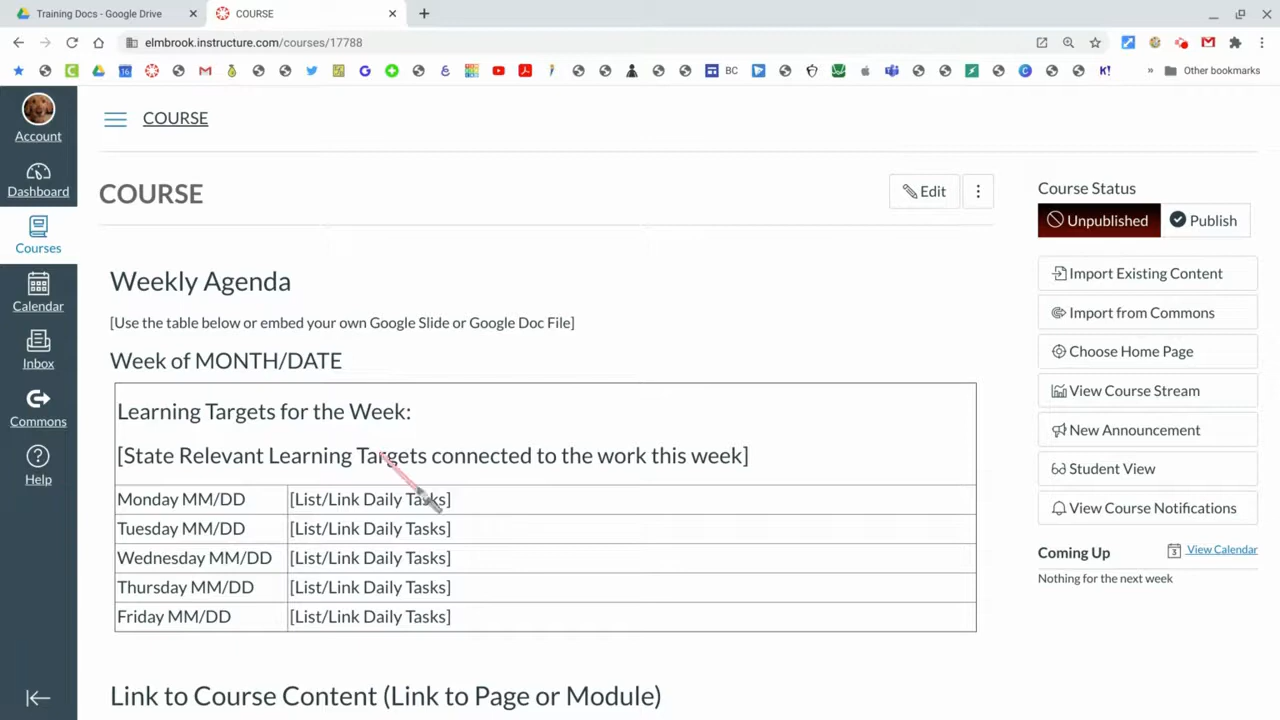 Training Docs - Google Drive
COURSE
elmbrook.instructure.com/courses/17788
BC
Other bookmarks
Account
Dashboard
Courses
Calendar
Inbox
Commons
Help
COURSE
COURSE
Edit
Weekly Agenda
[Use the table below or embed your own Google Slide or Google Doc File]
Week of MONTH/DATE
Learning Targets for the Week:
[State Relevant Learning Targets connected to the work this week]
Monday MM/DD [List/Link Daily Tasks]
Tuesday MM/DD [List/Link Daily Tasks]
Wednesday MM/DD [List/Link Daily Tasks]
Thursday MM/DD [List/Link Daily Tasks]
Friday MM/DD [List/Link Daily Tasks]
Link to Course Content (Link to Page or Module)
Course Status
Unpublished Publish
Import Existing Content
Import from Commons
Choose Home Page
View Course Stream
New Announcement
Student View
View Course Notifications
Coming Up
3 View Calendar
Nothing for the next week